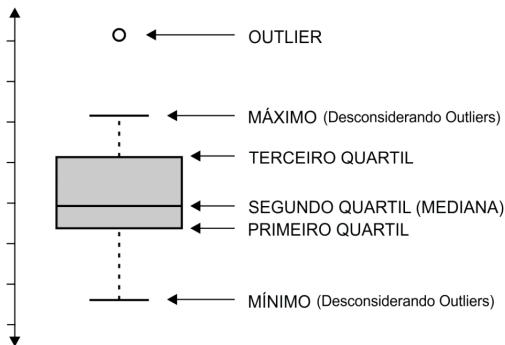 OUTLIER
MÁXIMO (Desconsiderando Outliers)
TERCEIRO QUARTIL
SEGUNDO QUARTIL (MEDIANA)
PRIMEIRO QUARTIL
MÍNIMO (Desconsiderando Outliers)